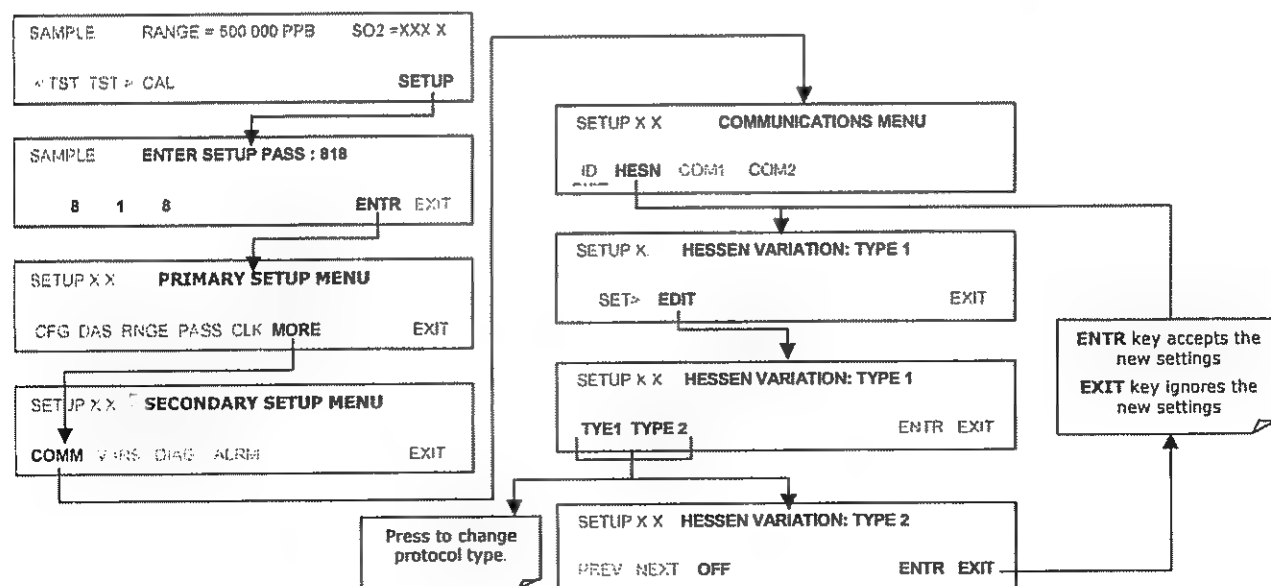 SAMPLE RANGE = 500 000 PPB SO2 =XXX X
< TST TST > CAL SETUP
SAMPLE ENTER SETUP PASS : 818
8 1 8 ENTR EXIT
SETUP X X PRIMARY SETUP MENU
CFG DAS RNGE PASS CLK MORE EXIT
SETUP X X SECONDARY SETUP MENU
COMM VARS DIAG ALRM EXIT
SETUP X X COMMUNICATIONS MENU
ID HESN COM1 COM2
SETUP X. HESSEN VARIATION: TYPE 1
SET> EDIT EXIT
SETUP X X HESSEN VARIATION: TYPE 1
TYE1 TYPE 2 ENTR EXIT
Press to change
protocol type.
SETUP X X HESSEN VARIATION: TYPE 2
PREV NEXT OFF ENTR EXIT
ENTR key accepts the
new settings
EXIT key ignores the
new settings